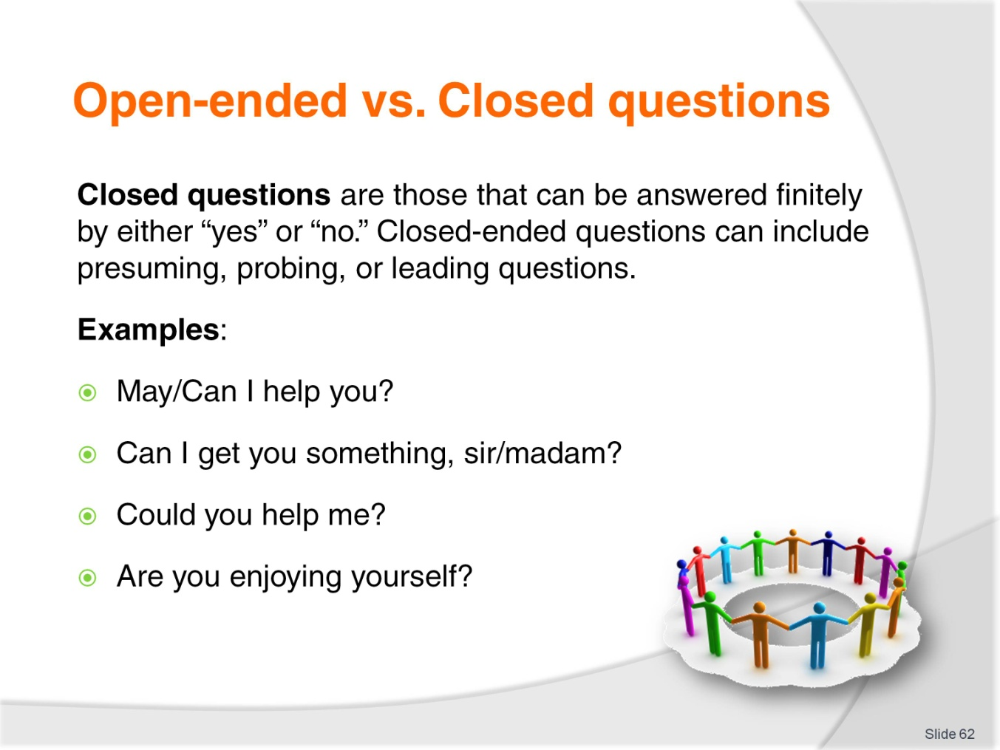 Open-ended vs. Closed questions
Closed questions are those that can be answered finitely
by either “yes” or “no.” Closed-ended questions can include
presuming, probing, or leading questions.
Examples:
May/Can I help you?
Can I get you something, sir/madam?
Could you help me?
Are you enjoying yourself?
Slide 62